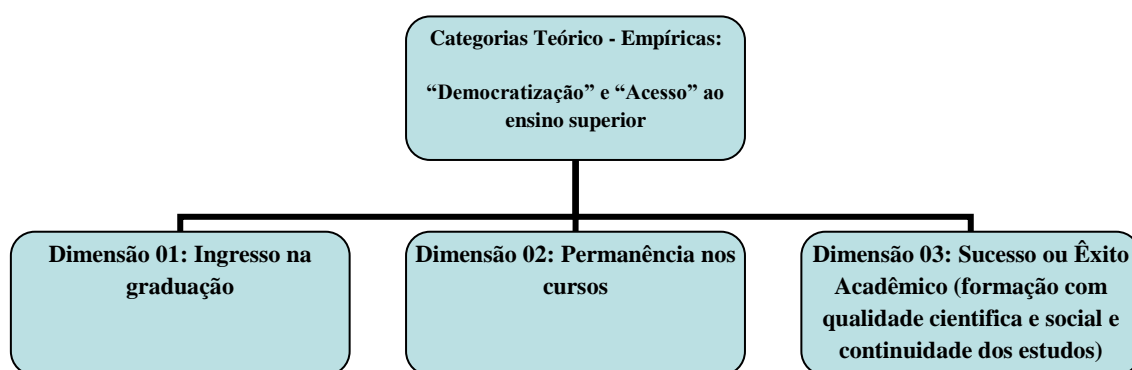 Categorias Teórico - Empíricas:
“Democratização” e “Acesso” ao
ensino superior
Dimensão 01: Ingresso na
graduação
Dimensão 02: Permanência nos
cursos
Dimensão 03: Sucesso ou Êxito
Acadêmico (formação com
qualidade cientifica e social e
continuidade dos estudos)